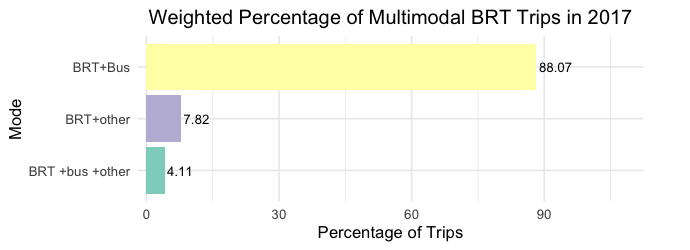 Weighted Percentage of Multimodal BRT Trips in 2017
Mode
BRT+Bus 88.07
BRT+other 7.82
BRT +bus +other 4.11
0 30 60 90
Percentage of Trips